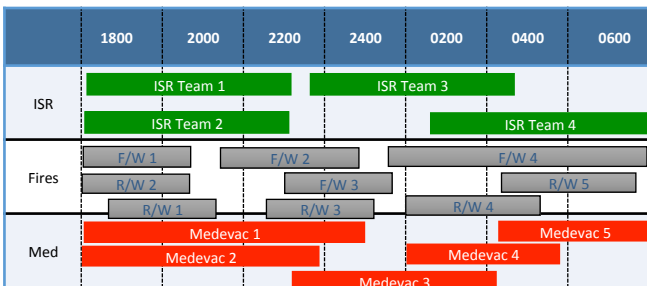 1800 2000 2200 2400 0200 0400 0600
ISR
ISR Team 1 ISR Team 3
ISR Team 2 ISR Team 4
Fires
F/W 1 F/W 2 F/W 4
R/W 2 F/W 3 R/W 5
R/W 1 R/W 3 R/W 4
Med
Medevac 1 Medevac 5
Medevac 2 Medevac 4
Medevac 3